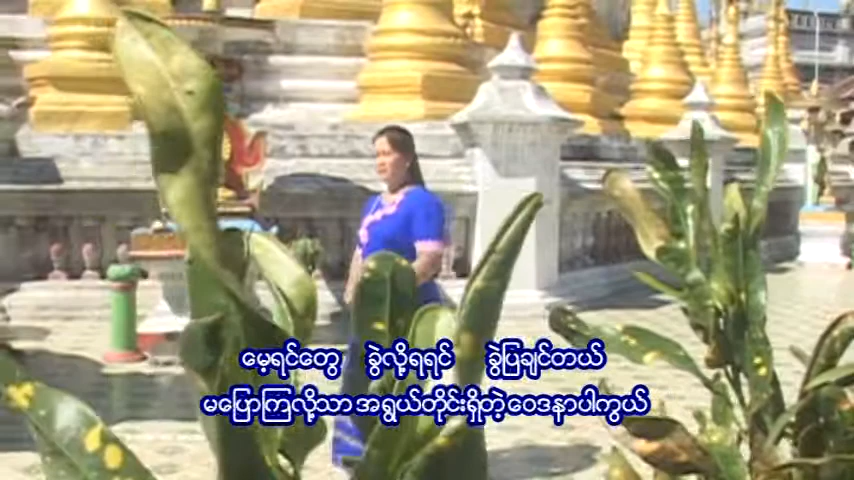 မေ့ရင်တွေ ခွဲလို့ရရင် ခွဲပြချင်တယ်
မပြောကြလို့သာ အရွယ်တိုင်းရှိတဲ့ ဝေဒနာပါကွယ်